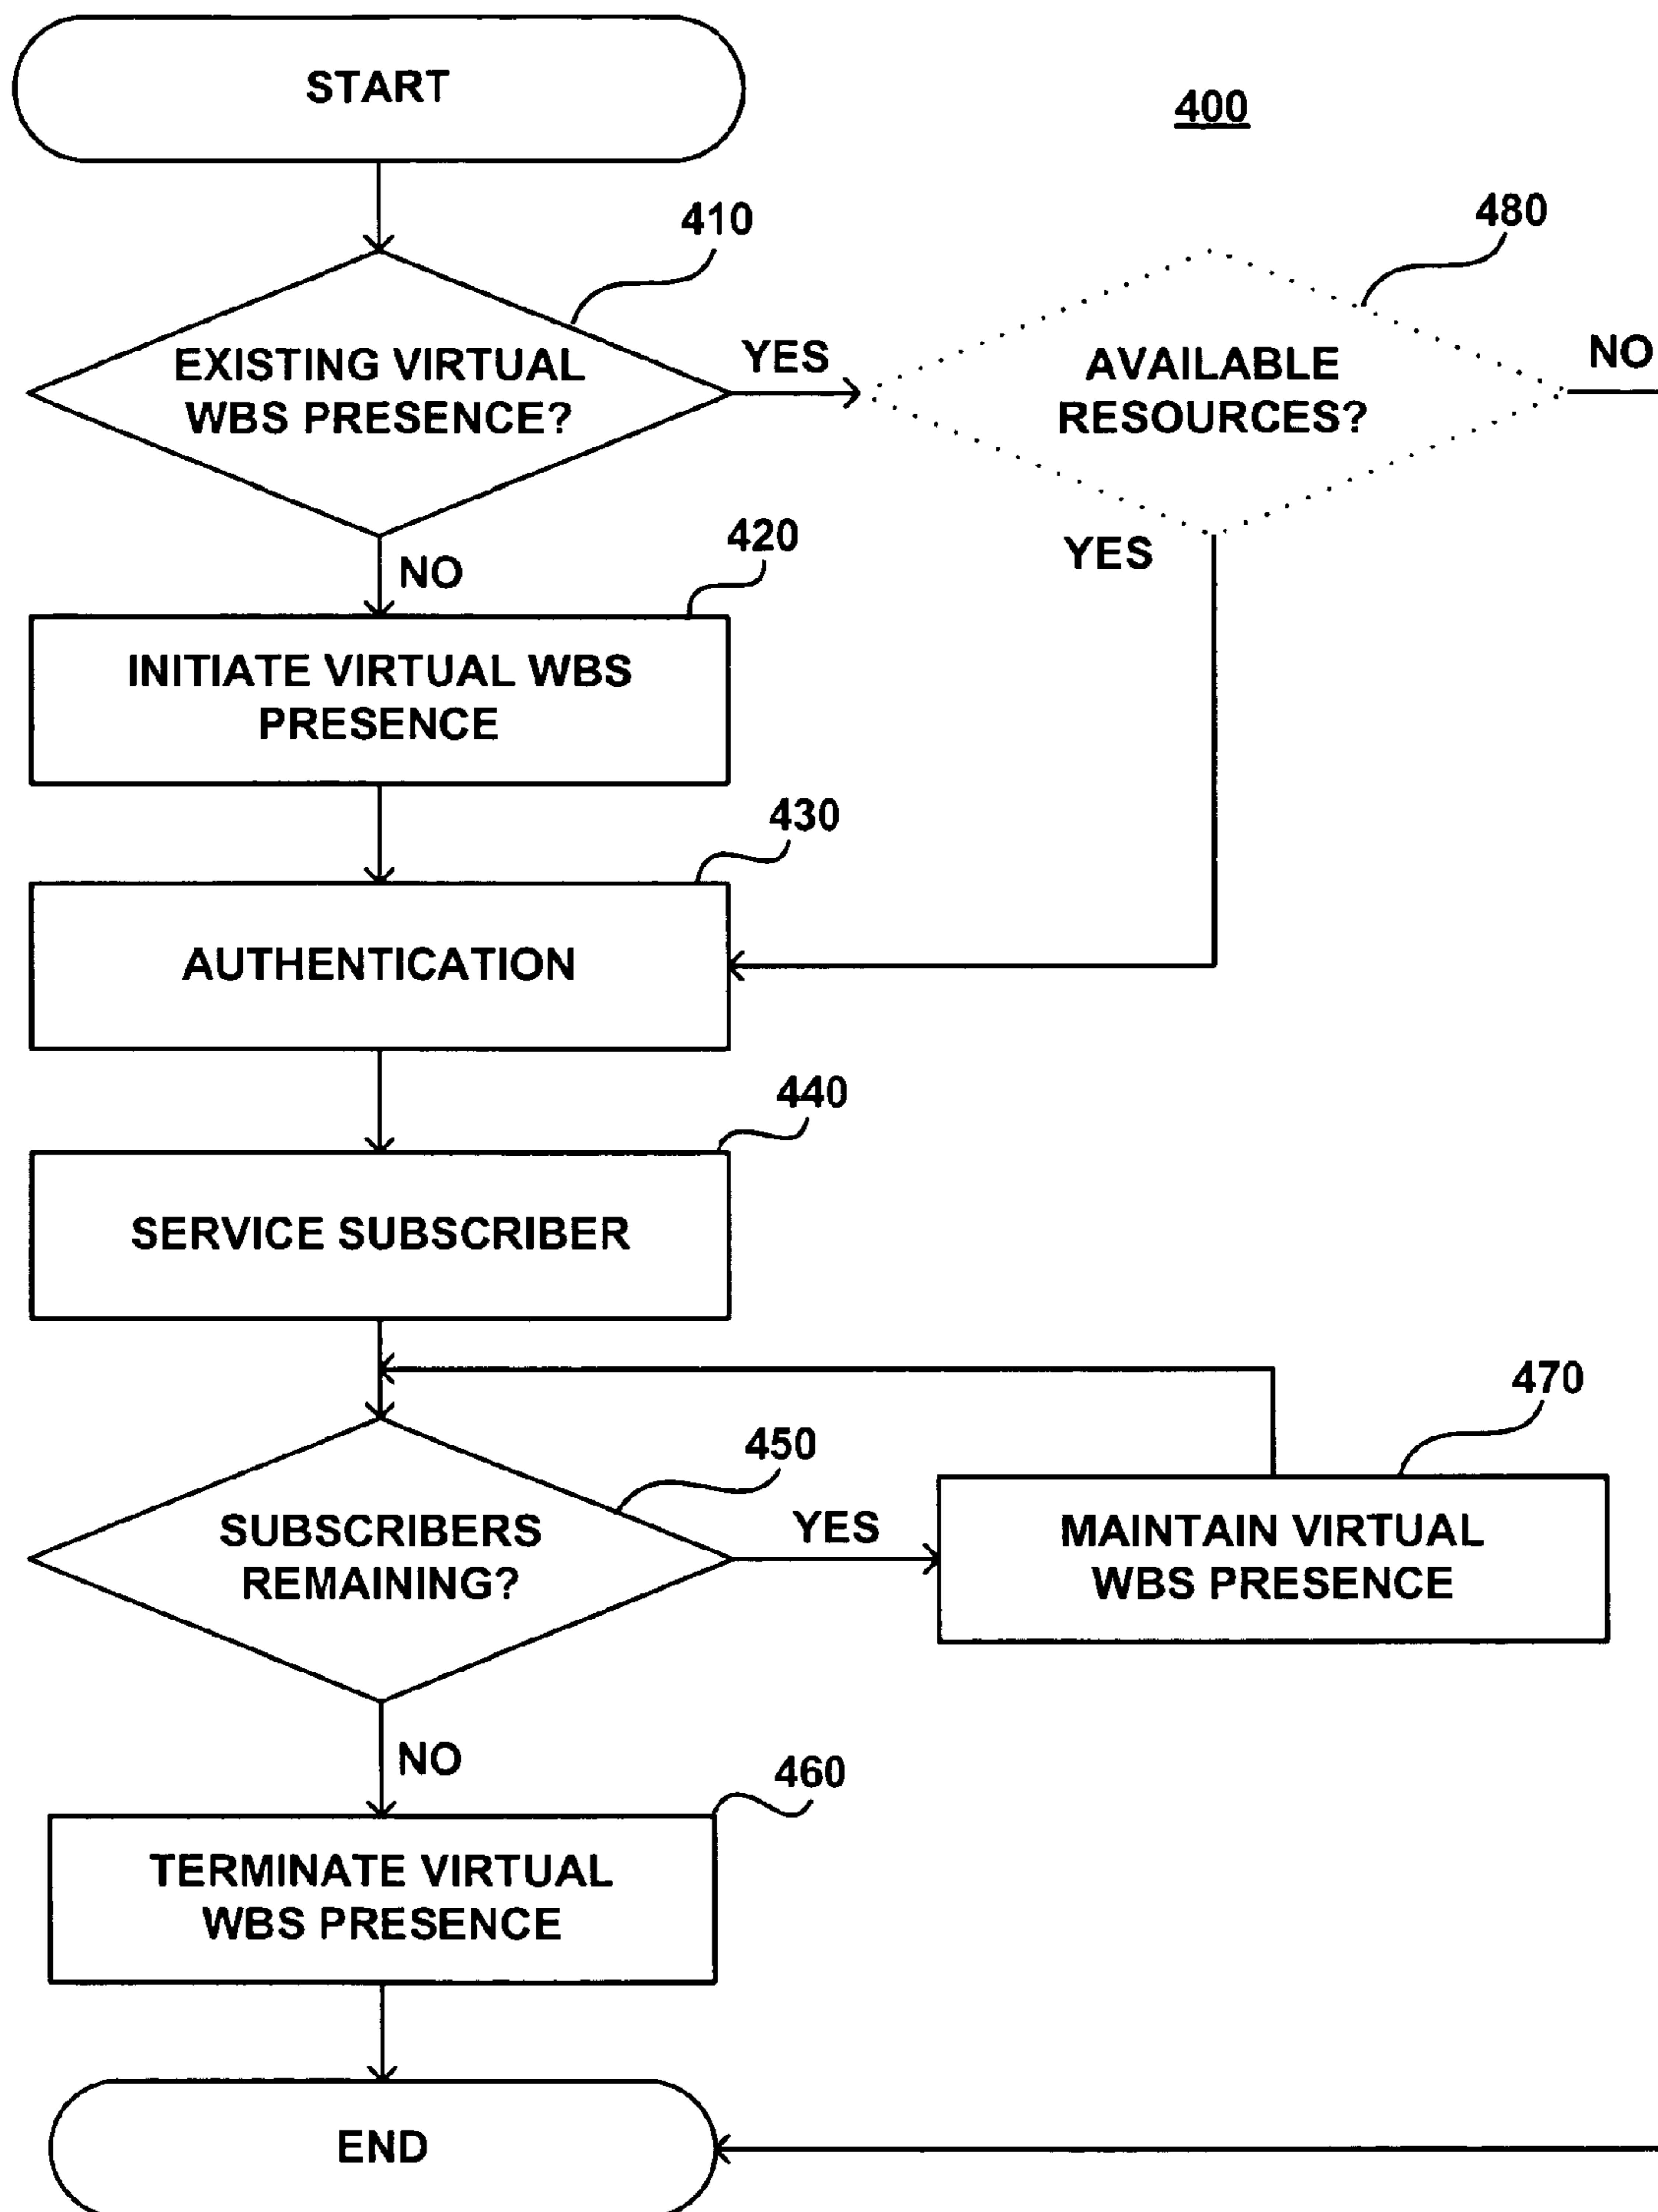 START
400
410
480
EXISTING VIRTUAL
WBS PRESENCE?
YES
AVAILABLE
RESOURCES?
NO
NO
420
YES
INITIATE VIRTUAL WBS
PRESENCE
430
AUTHENTICATION
440
SERVICE SUBSCRIBER
470
450
SUBSCRIBERS
REMAINING?
YES
MAINTAIN VIRTUAL
WBS PRESENCE
NO
460
TERMINATE VIRTUAL
WBS PRESENCE
END